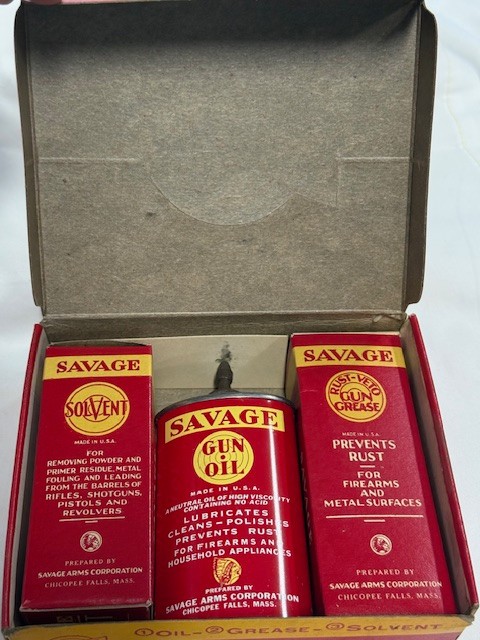 SAVAGE
SOLVENT
MADE IN U.S.A.
FOR
REMOVING POWDER AND
PRIMER RESIDUE, METAL
FOULING AND LEADING
FROM THE BARRELS OF
RIFLES, SHOTGUNS,
PISTOLS AND
REVOLVERS
PREPARED BY
SAVAGE ARMS CORPORATION
CHICOPEE FALLS, MASS.
SAVAGE
GUN
OIL
MADE IN U.S.A.
A NEUTRAL OIL OF HIGH VISCOSITY
CONTAINING NO ACID
LUBRICATES
CLEANS-POLISHES
PREVENTS RUST
FOR FIREARMS AND
HOUSEHOLD APPLIANCES
PREPARED BY
SAVAGE ARMS CORPORATION
CHICOPEE FALLS, MASS.
SAVAGE
RUST-VETO
GUN
GREASE
MADE IN U.S.A.
PREVENTS
RUST
FOR
FIREARMS
AND
METAL SURFACES
PREPARED BY
SAVAGE ARMS CORPORATION
CHICOPEE FALLS, MASS.
①OIL-②GREASE-③SOLVENT